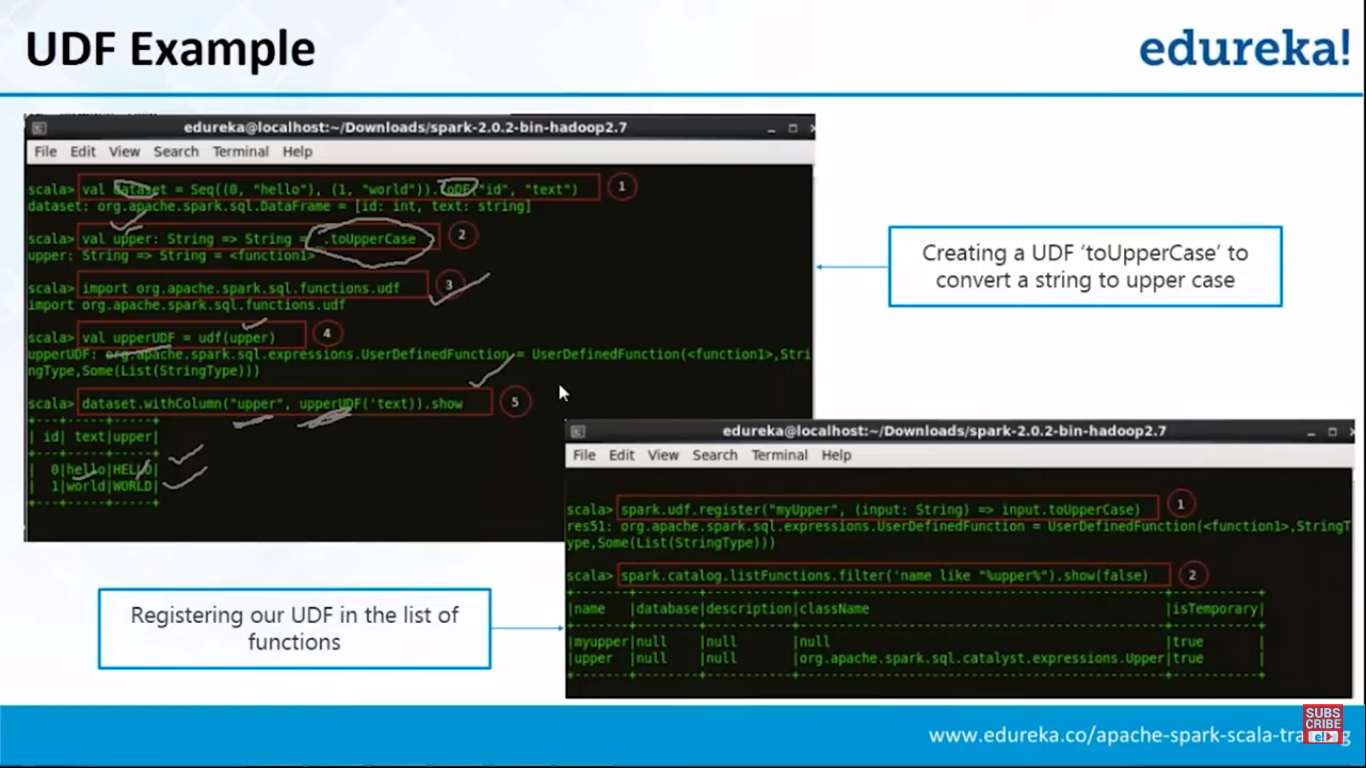 UDF Example
edureka!
edureka@localhost:~/Downloads/spark-2.0.2-bin-hadoop2.7
File Edit View Search Terminal Help
scala> val dataset = Seq((0, "hello"), (1, "world")).toDF("id", "text")
1
dataset: org.apache.spark.sql.DataFrame = [id: int, text: string]
scala> val upper: String => String = .toUpperCase
2
upper: String => String = <function1>
scala> import org.apache.spark.sql.functions.udf
3
import org.apache.spark.sql.functions.udf
scala> val upperUDF = udf(upper)
4
upperUDF: org.apache.spark.sql.expressions.UserDefinedFunction = UserDefinedFunction(<function1>,Stri
ngType,Some(List(StringType)))
scala> dataset.withColumn("upper", upperUDF('text)).show
5
+---+-----+-----+
| id| text|upper|
+---+-----+-----+
| 0|hello|HELLO|
| 1|world|WORLD|
+---+-----+-----+
Creating a UDF ‘toUpperCase’ to
convert a string to upper case
edureka@localhost:~/Downloads/spark-2.0.2-bin-hadoop2.7
File Edit View Search Terminal Help
scala> spark.udf.register("myUpper", (input: String) => input.toUpperCase)
1
res51: org.apache.spark.sql.expressions.UserDefinedFunction = UserDefinedFunction(<function1>,StringT
ype,Some(List(StringType)))
scala> spark.catalog.listFunctions.filter('name like "%upper%").show(false)
2
|name |database|description|className |isTemporary|
|myupper|null |null |null |true |
|upper |null |null |org.apache.spark.sql.catalyst.expressions.Upper|true |
Registering our UDF in the list of
functions
www.edureka.co/apache-spark-scala-tra
g
SUBS
CRIBE
e!